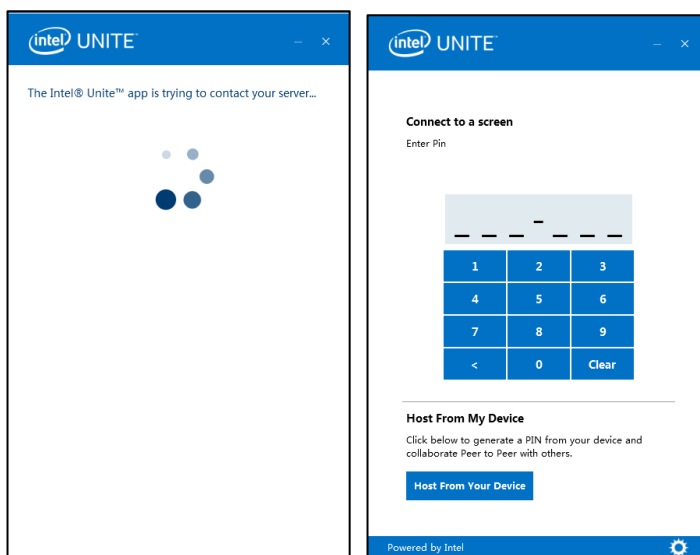 intel UNITE™
The Intel® Unite™ app is trying to contact your server...
intel UNITE™
Connect to a screen
Enter Pin
_ _ _ - _ _ _
1 2 3
4 5 6
7 8 9
< 0 Clear
Host From My Device
Click below to generate a PIN from your device and
collaborate Peer to Peer with others.
Host From Your Device
Powered by Intel